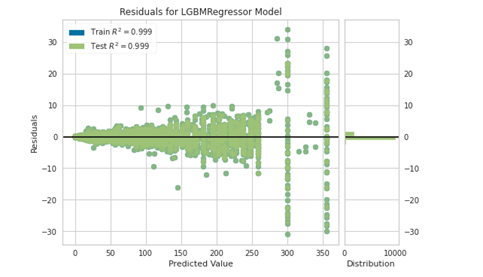 Residuals for LGBMRegressor Model
Train R² = 0.999
Test R² = 0.999
Residuals
30
20
10
0
−10
−20
−30
0 50 100 150 200 250 300 350
Predicted Value
30
20
10
0
−10
−20
−30
0 10000
Distribution